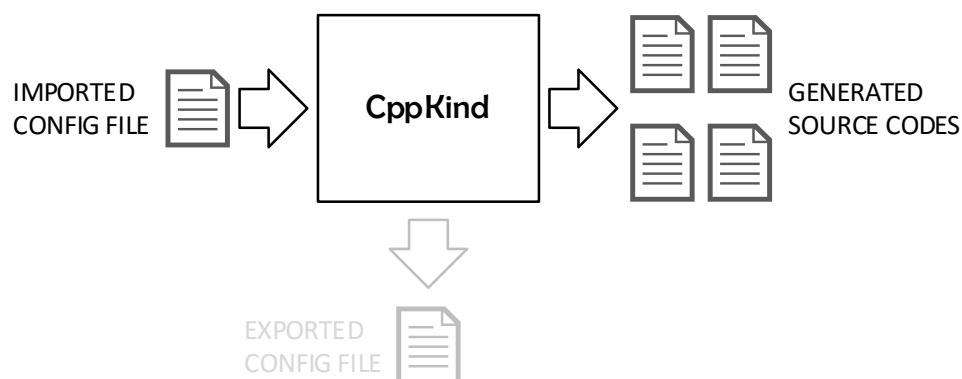 IMPORTED
CONFIG FILE
CppKind
GENERATED
SOURCE CODES
EXPORTED
CONFIG FILE